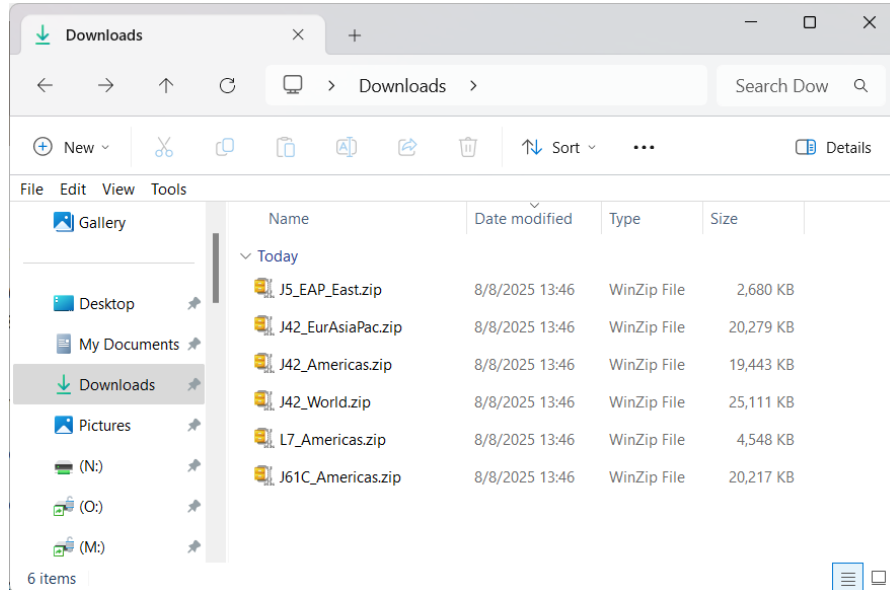 Downloads
Downloads
Search Dow
New
Sort
Details
File Edit View Tools
Gallery
Desktop
My Documents
Downloads
Pictures
(N:)
(O:)
(M:)
Name Date modified Type Size
Today
J5_EAP_East.zip 8/8/2025 13:46 WinZip File 2,680 KB
J42_EurAsiaPac.zip 8/8/2025 13:46 WinZip File 20,279 KB
J42_Americas.zip 8/8/2025 13:46 WinZip File 19,443 KB
J42_World.zip 8/8/2025 13:46 WinZip File 25,111 KB
L7_Americas.zip 8/8/2025 13:46 WinZip File 4,548 KB
J61C_Americas.zip 8/8/2025 13:46 WinZip File 20,217 KB
6 items